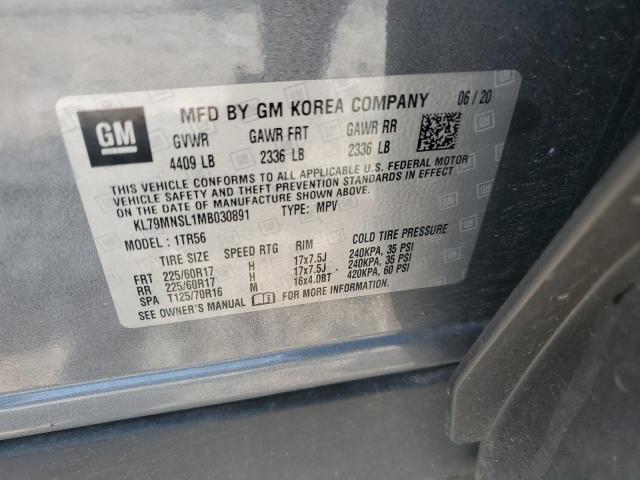 GM
MFD BY GM KOREA COMPANY 06/20
GVWR GAWR FRT GAWR RR
4409 LB 2336 LB 2336 LB
THIS VEHICLE CONFORMS TO ALL APPLICABLE U.S. FEDERAL MOTOR
VEHICLE SAFETY AND THEFT PREVENTION STANDARDS IN EFFECT
ON THE DATE OF MANUFACTURE SHOWN ABOVE.
KL79MNSL1MB030891 TYPE: MPV
MODEL: 1TR56
TIRE SIZE SPEED RTG RIM COLD TIRE PRESSURE
FRT 225/60R17 H 17x7.5J 240KPA, 35 PSI
RR 225/60R17 H 17x7.5J 240KPA, 35 PSI
SPA T125/70R16 M 16x4.0BT 420KPA, 60 PSI
SEE OWNER'S MANUAL FOR MORE INFORMATION.